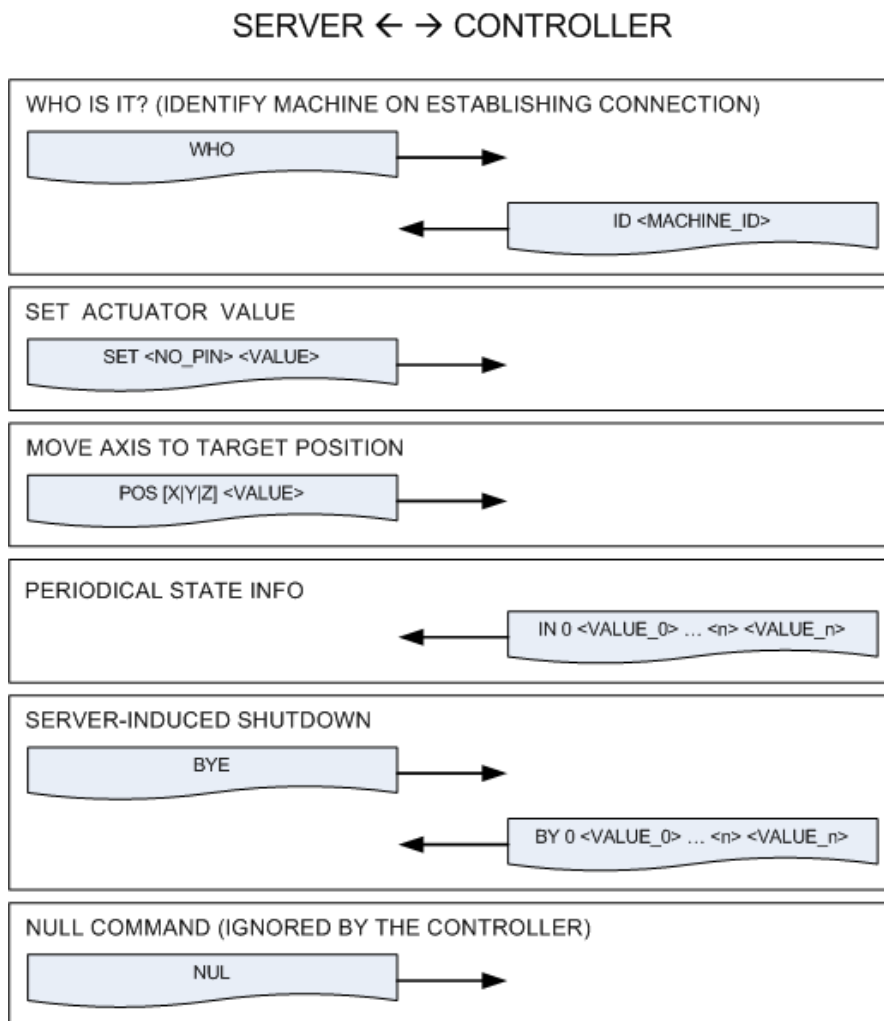 SERVER ← → CONTROLLER
WHO IS IT? (IDENTIFY MACHINE ON ESTABLISHING CONNECTION)
WHO
ID <MACHINE_ID>
SET ACTUATOR VALUE
SET <NO_PIN> <VALUE>
MOVE AXIS TO TARGET POSITION
POS [X|Y|Z] <VALUE>
PERIODICAL STATE INFO
IN 0 <VALUE_0> … <n> <VALUE_n>
SERVER-INDUCED SHUTDOWN
BYE
BY 0 <VALUE_0> … <n> <VALUE_n>
NULL COMMAND (IGNORED BY THE CONTROLLER)
NUL